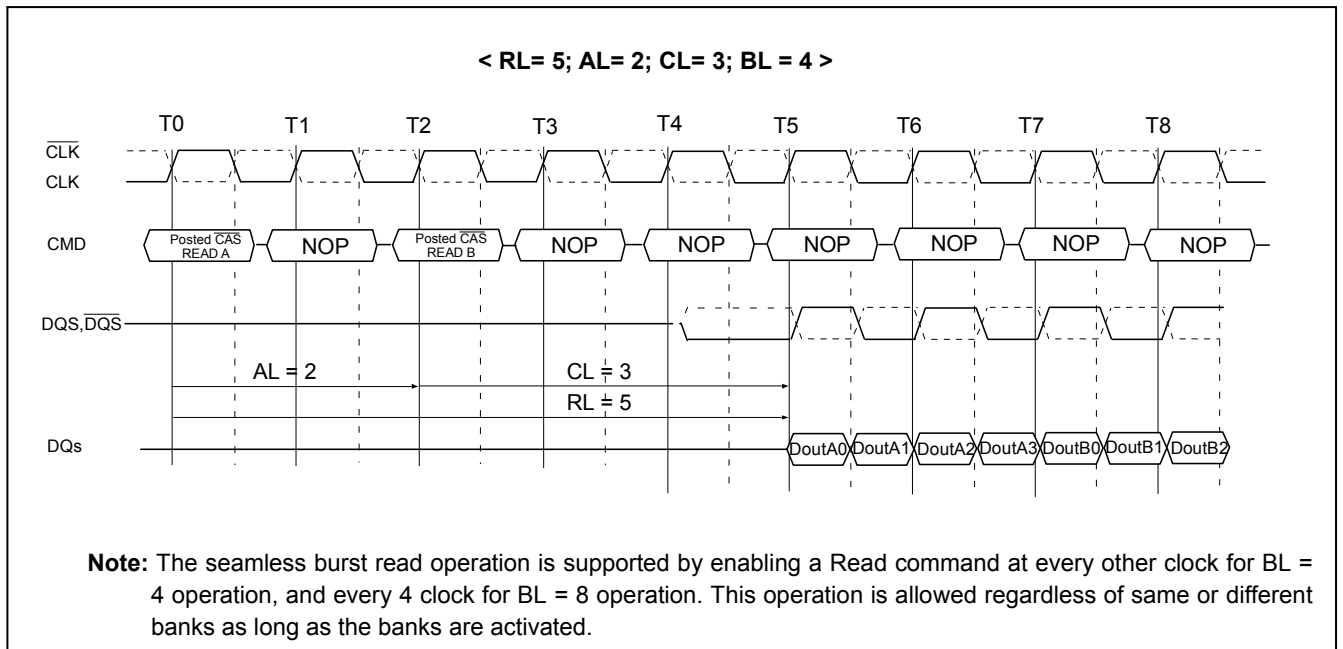 < RL= 5; AL= 2; CL= 3; BL = 4 >
T0 T1 T2 T3 T4 T5 T6 T7 T8
C̅L̅K̅
CLK
CMD
Posted C̅A̅S̅
READ A
NOP
Posted C̅A̅S̅
READ B
NOP NOP NOP NOP NOP NOP
DQS,D̅Q̅S̅
AL = 2
CL = 3
RL = 5
DQs
DoutA0 DoutA1 DoutA2 DoutA3 DoutB0 DoutB1 DoutB2
Note: The seamless burst read operation is supported by enabling a Read command at every other clock for BL =
4 operation, and every 4 clock for BL = 8 operation. This operation is allowed regardless of same or different
banks as long as the banks are activated.